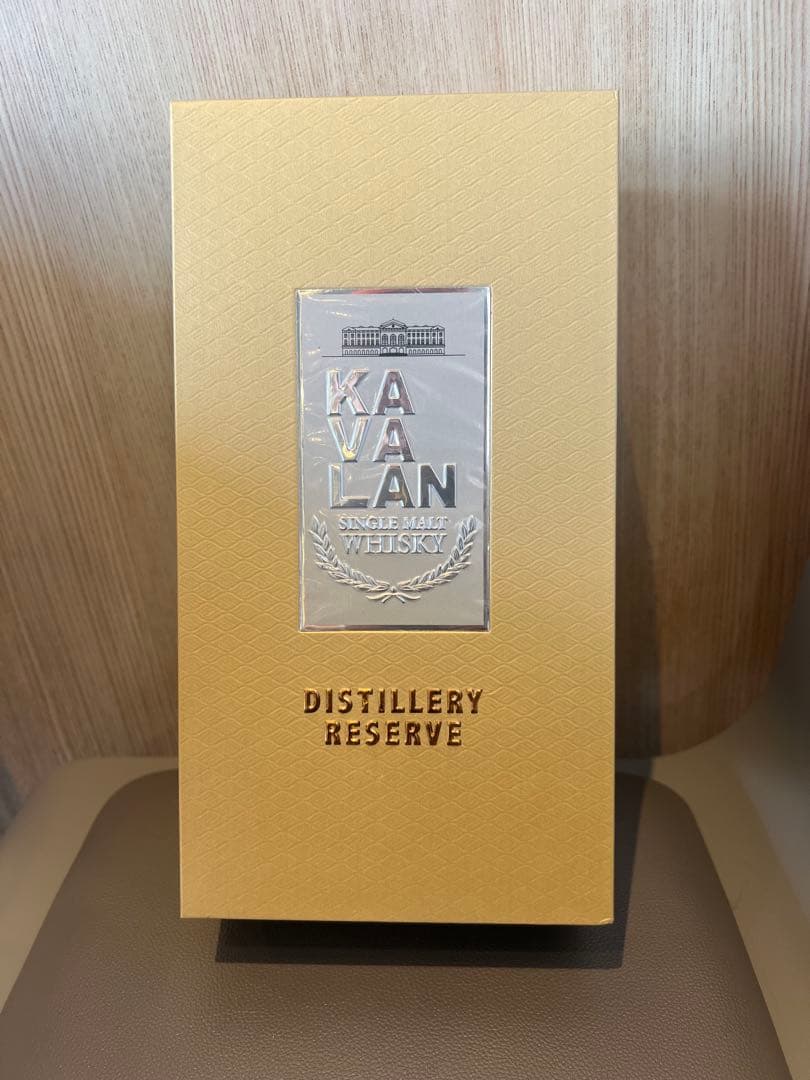 KA
VA
LAN
SINGLE MALT
WHISKY
DISTILLERY
RESERVE